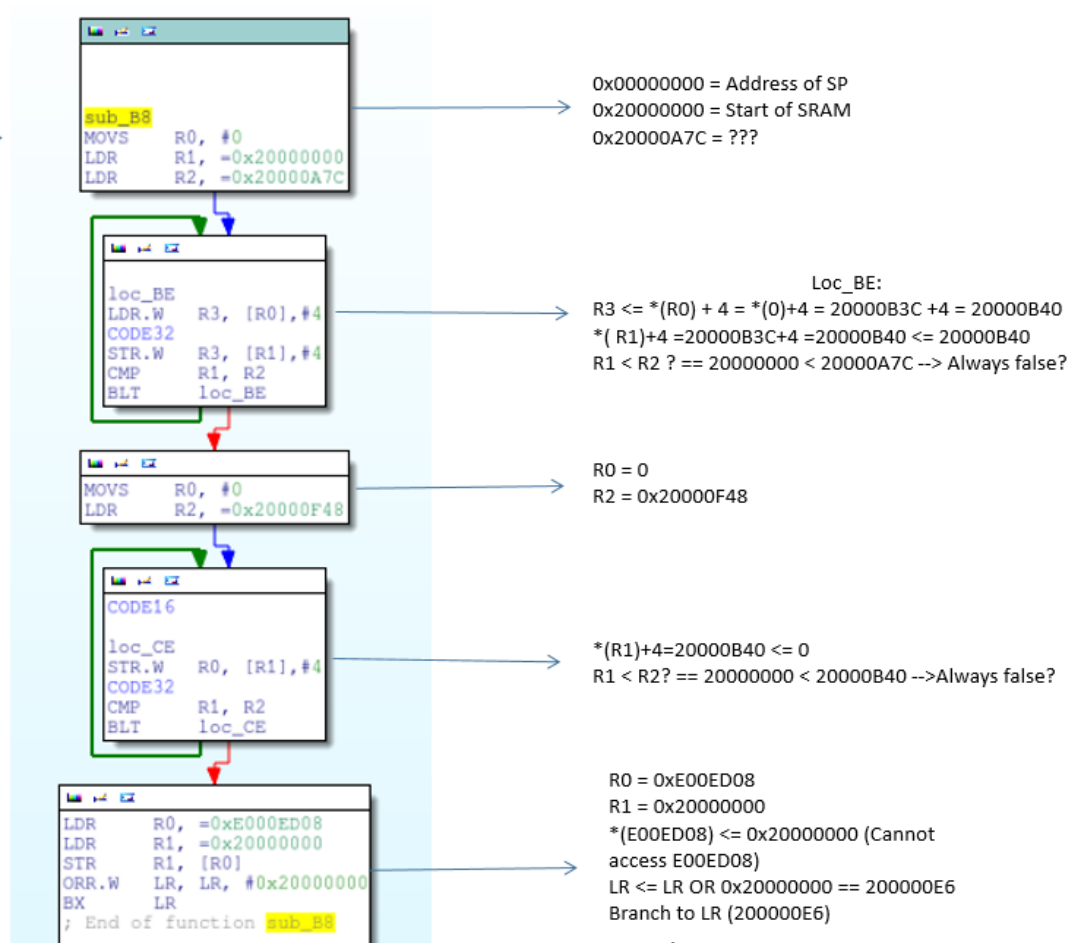 sub_B8
MOVS R0, #0
LDR R1, =0x20000000
LDR R2, =0x20000A7C
0x00000000 = Address of SP
0x20000000 = Start of SRAM
0x20000A7C = ???
loc_BE
LDR.W R3, [R0],#4
CODE32
STR.W R3, [R1],#4
CMP R1, R2
BLT loc_BE
Loc_BE:
R3 <= *(R0) + 4 = *(0)+4 = 20000B3C +4 = 20000B40
*( R1)+4 =20000B3C+4 =20000B40 <= 20000B40
R1 < R2 ? == 20000000 < 20000A7C --> Always false?
MOVS R0, #0
LDR R2, =0x20000F48
R0 = 0
R2 = 0x20000F48
CODE16
loc_CE
STR.W R0, [R1],#4
CODE32
CMP R1, R2
BLT loc_CE
*(R1)+4=20000B40 <= 0
R1 < R2? == 20000000 < 20000B40 -->Always false?
LDR R0, =0xE000ED08
LDR R1, =0x20000000
STR R1, [R0]
ORR.W LR, LR, #0x20000000
BX LR
; End of function sub_B8
R0 = 0xE00ED08
R1 = 0x20000000
*(E00ED08) <= 0x20000000 (Cannot
access E00ED08)
LR <= LR OR 0x20000000 == 200000E6
Branch to LR (200000E6)